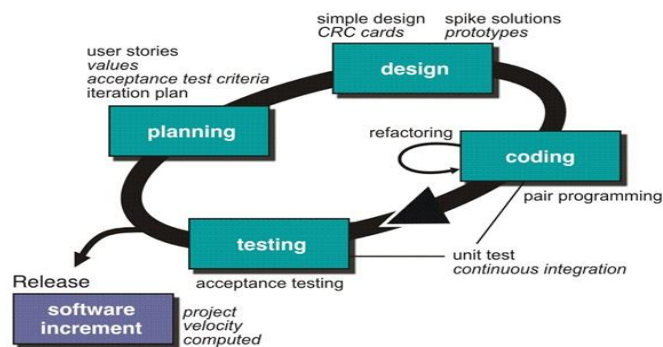 simple design
CRC cards
spike solutions
prototypes
user stories
values
acceptance test criteria
iteration plan
design
planning
refactoring
coding
pair programming
testing
unit test
continuous integration
acceptance testing
Release
software
increment
project
velocity
computed